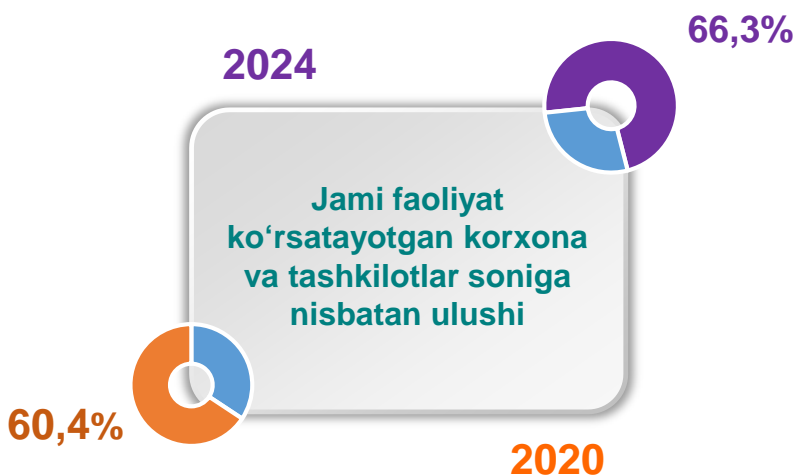 66,3%
2024
Jami faoliyat
ko‘rsatayotgan korxona
va tashkilotlar soniga
nisbatan ulushi
60,4%
2020